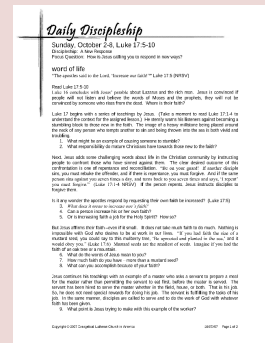 Daily Discipleship
Sunday, October 2-8, Luke 17:5-10
Discipleship: A New Response
Focus Question: How is Jesus calling you to respond in new ways?
word of life
"The apostles said to the Lord, 'Increase our faith!'" Luke 17:5 (NRSV)
Read Luke 17:5-10
Luke 16 concludes with Jesus' parable about Lazarus and the rich man. Jesus is convinced if
people will not listen and believe the words of Moses and the prophets, they will not be
convinced by someone who rises from the dead. Where is their faith?
Luke 17 begins with a series of teachings by Jesus. (Take a moment to read Luke 17:1-4 to
understand the context for the assigned lesson.) He sternly warns his listeners against becoming a
stumbling block to those new to the faith. The image of a heavy millstone being placed around
the neck of any person who tempts another to sin and being thrown into the sea is both vivid and
troubling.
1. What might be an example of causing someone to stumble?
2. What responsibility do mature Christians have towards those new to the faith?
Next, Jesus adds some challenging words about life in the Christian community by instructing
people to confront those who have sinned against them. The clear desired outcome of this
confrontation is one of repentance and reconciliation. "Be on your guard! If another disciple
sins, you must rebuke the offender, and if there is repentance, you must forgive. And if the same
person sins against you seven times a day, and turns back to you seven times and says, 'I repent'
you must forgive." (Luke 17:3-4 NRSV) If the person repents Jesus instructs disciples to
forgive them.
Is it any wonder the apostles respond by requesting their own faith be increased? (Luke 17:5)
3. What does it mean to increase one's faith?
4. Can a person increase his or her own faith?
5. Or is increasing faith a job for the Holy Spirit? How so?
But Jesus affirms their faith--even if small. It does not take much faith to do much. Nothing is
impossible with God who seems to be at work in our lives. "If you had faith the size of a
mustard seed, you could say to this mulberry tree, 'Be uprooted and planted in the sea,' and it
would obey you." (Luke 17:6) Mustard seeds are the smallest of seeds. Imagine if you had the
faith of an oak tree or a mountain.
6. What do the words of Jesus mean to you?
7. How much faith do you have - more than a mustard seed?
8. What can you accomplish because of your faith?
Jesus continues his teachings with an example of a master who asks a servant to prepare a meal
for the master rather than permitting the servant to eat first, before the master is served. This
servant has been hired to serve the master whether in the field, house, or both. That is his job.
So, he does not need special rewards for doing his job. The servant is fulfilling the tasks of his
job. In the same manner, disciples are called to serve and to do the work of God with whatever
faith has been given.
9. What point is Jesus trying to make with this example of the worker?
Copyright © 2007 Evangelical Lutheran Church in America
Page 1 of 2